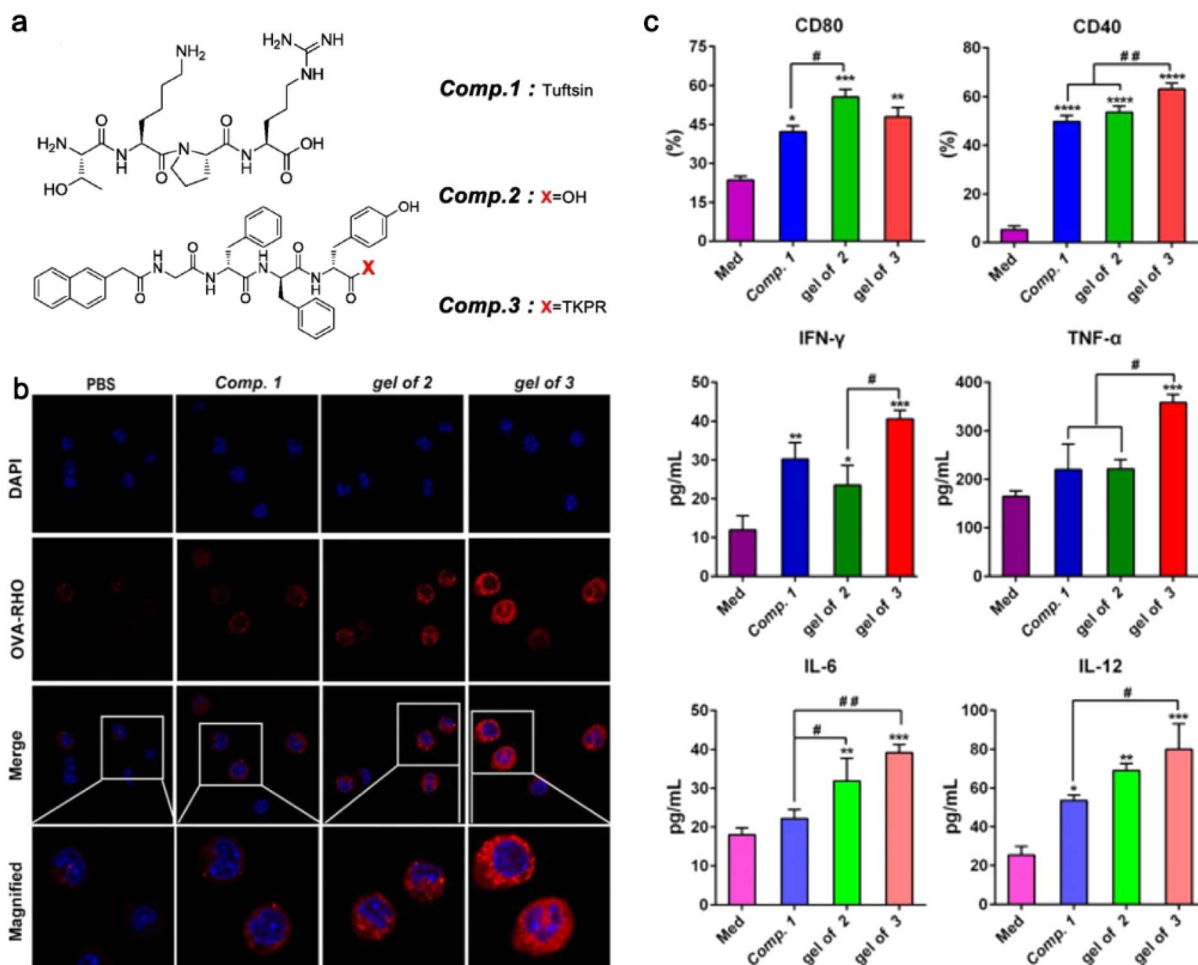 a
NH₂
H₂N NH
NH
H₂N
O
H
N
O
N
O
H
N
O
OH
HO
Comp.1 : Tuftsin
Comp.2 : X=OH
Comp.3 : X=TKPR
OH
O
H
N
O
N
H
O
H
N
O
N
H
O
X
b
PBS Comp. 1 gel of 2 gel of 3
DAPI
OVA-RHO
Merge
Magnified
c
CD80
(%)
75
60
45
30
15
0
*
***
**
#
Med Comp. 1 gel of 2 gel of 3
CD40
(%)
80
60
40
20
0
****
****
****
##
Med Comp. 1 gel of 2 gel of 3
IFN-γ
pg/mL
50
40
30
20
10
0
**
*
***
#
Med Comp. 1 gel of 2 gel of 3
TNF-α
pg/mL
400
300
200
100
0
***
#
Med Comp. 1 gel of 2 gel of 3
IL-6
pg/mL
50
40
30
20
10
0
**
***
#
##
Med Comp. 1 gel of 2 gel of 3
IL-12
pg/mL
100
80
60
40
20
0
*
**
***
#
Med Comp. 1 gel of 2 gel of 3